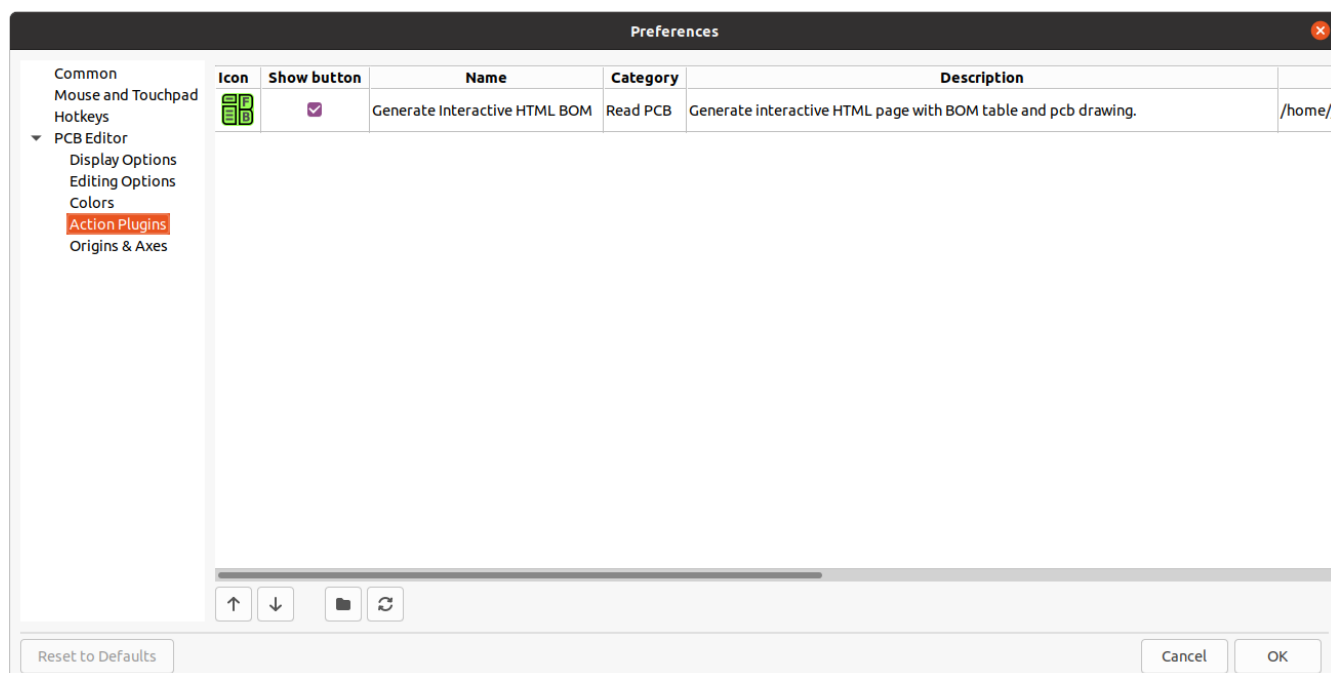 Preferences
Common
Mouse and Touchpad
Hotkeys
PCB Editor
Display Options
Editing Options
Colors
Action Plugins
Origins & Axes
Icon Show button Name Category Description
F
B
Generate Interactive HTML BOM Read PCB Generate interactive HTML page with BOM table and pcb drawing. /home/
Reset to Defaults Cancel OK